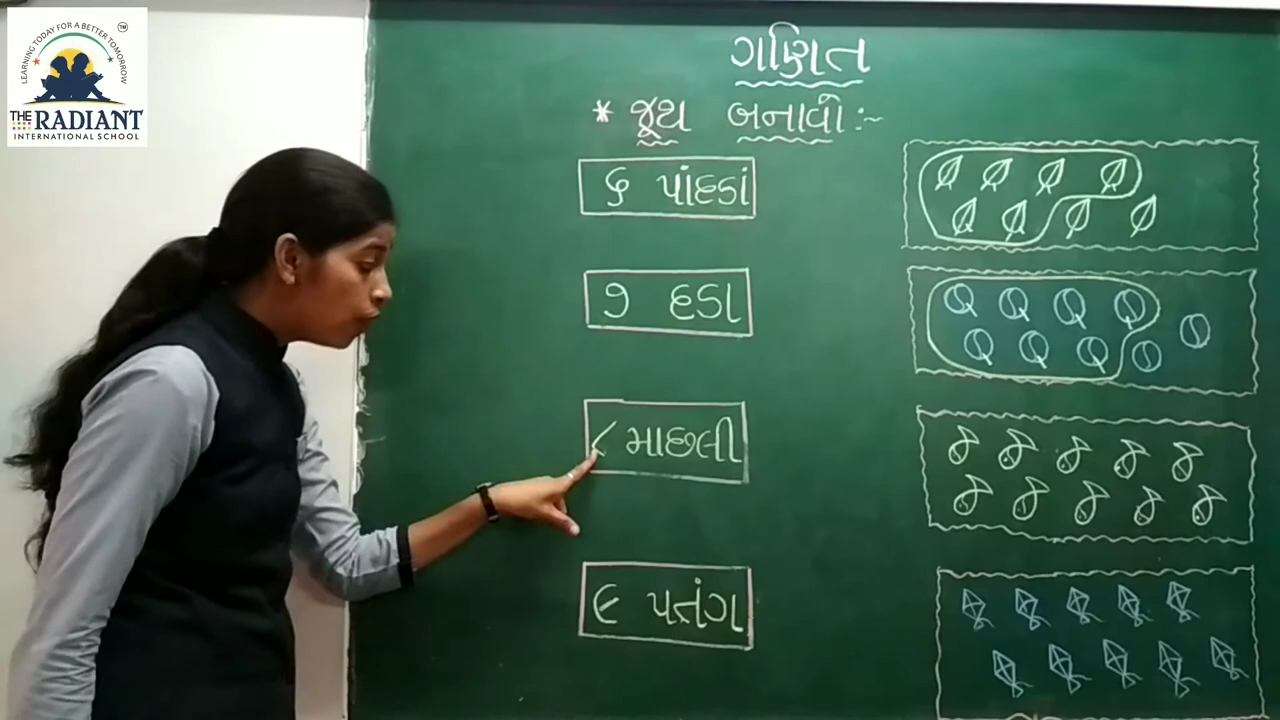 LEARNING TODAY FOR A BETTER TOMORROW
TM
THE RADIANT
INTERNATIONAL SCHOOL
ગણિત
* જૂથ બનાવો :~
૬ પાંદડાં
૭ દડા
૮ માછલી
૯ પતંગ